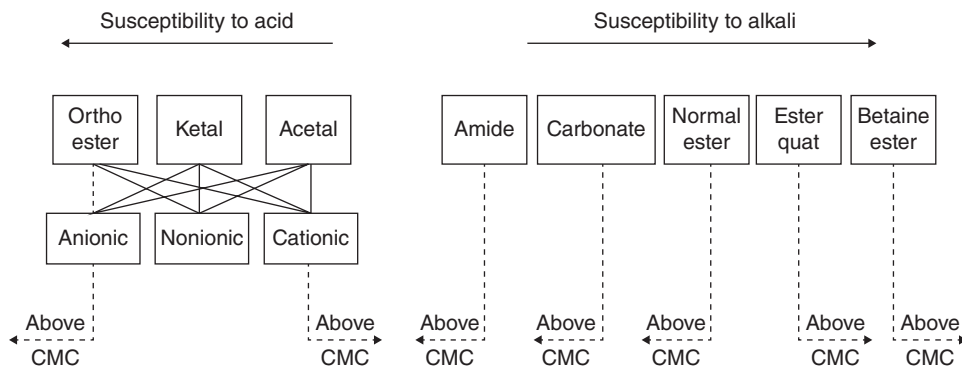 Susceptibility to acid
Susceptibility to alkali
Ortho
ester
Ketal
Acetal
Amide
Carbonate
Normal
ester
Ester
quat
Betaine
ester
Anionic
Nonionic
Cationic
Above
CMC
Above
CMC
Above
CMC
Above
CMC
Above
CMC
Above
CMC
Above
CMC